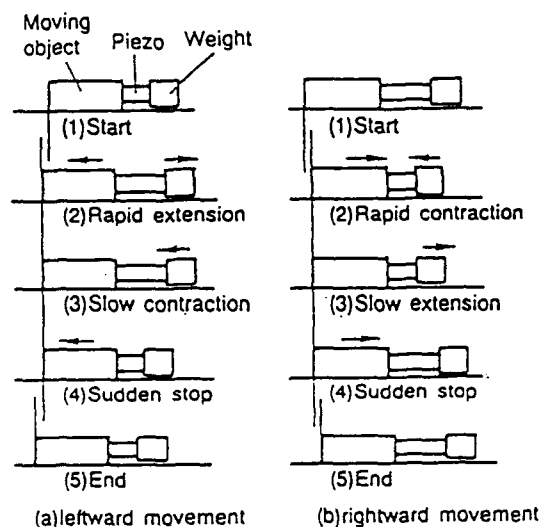 Moving
object
Piezo
Weight
(1)Start
(2)Rapid extension
(3)Slow contraction
(4)Sudden stop
(5)End
(a)leftward movement
(1)Start
(2)Rapid contraction
(3)Slow extension
(4)Sudden stop
(5)End
(b)rightward movement